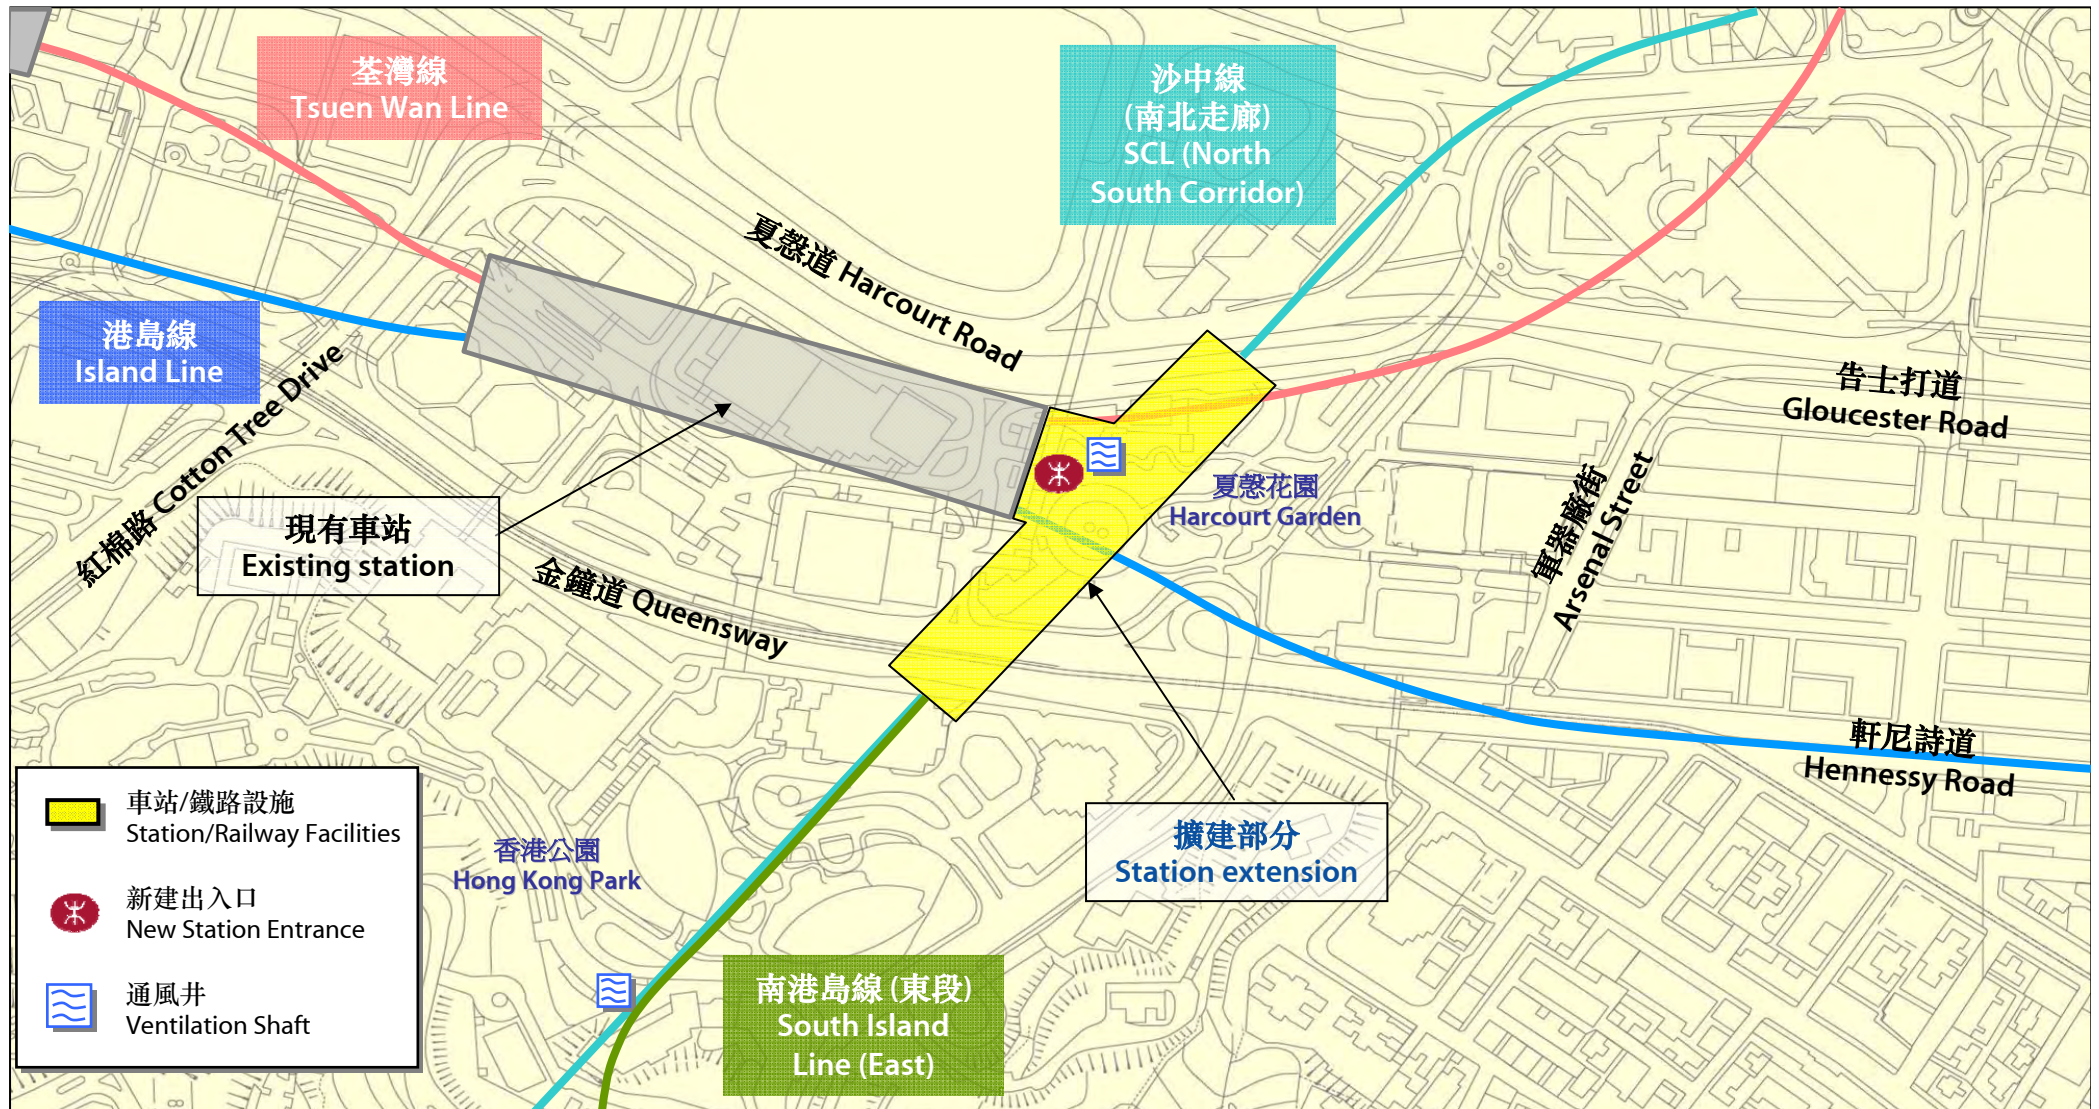 荃灣線
Tsuen Wan Line
沙中線
(南北走廊)
SCL (North
South Corridor)
夏慤道 Harcourt Road
港島線
Island Line
紅棉路 Cotton Tree Drive
告士打道
Gloucester Road
夏慤花園
Harcourt Garden
軍器廠街
Arsenal Street
現有車站
Existing station
金鐘道 Queensway
軒尼詩道
Hennessy Road
擴建部分
Station extension
香港公園
Hong Kong Park
南港島線 (東段)
South Island
Line (East)
車站/鐵路設施
Station/Railway Facilities
新建出入口
New Station Entrance
通風井
Ventilation Shaft